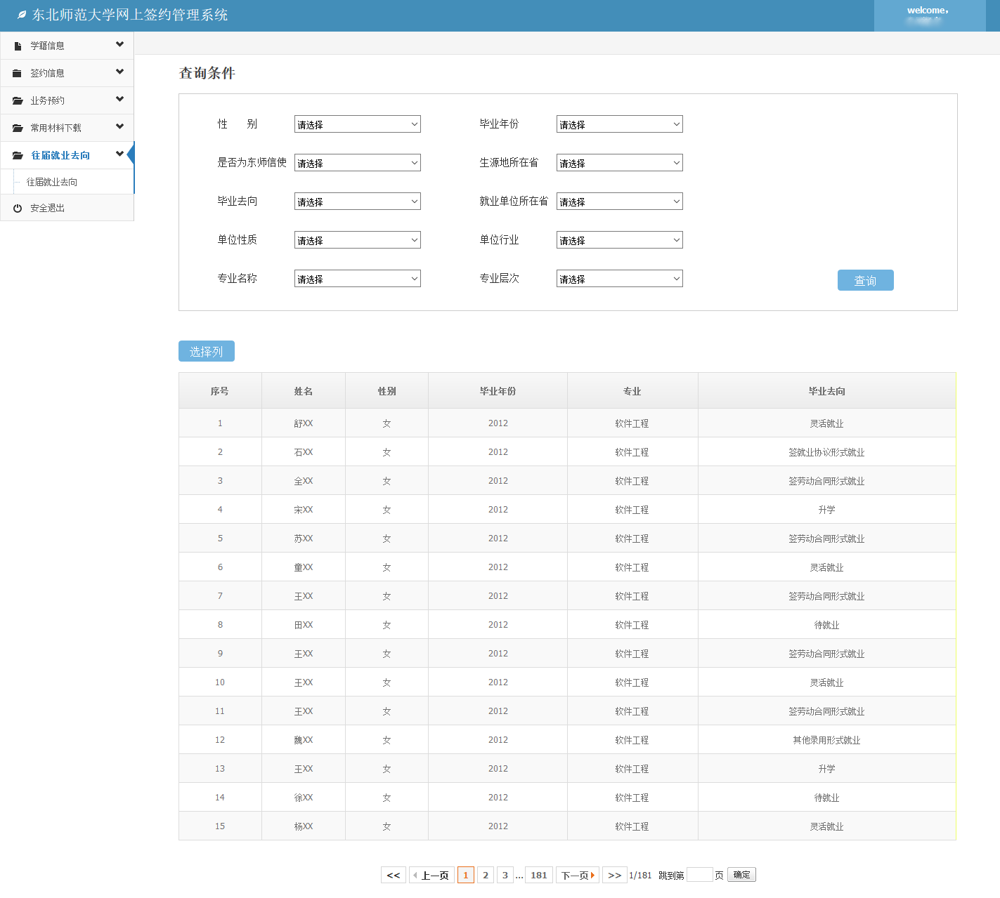 东北师范大学网上签约管理系统
welcome，
学籍信息
签约信息
业务预约
常用材料下载
往届就业去向
往届就业去向
安全退出
查询条件
性 别 请选择 毕业年份 请选择
是否为东师信使 请选择 生源地所在省 请选择
毕业去向 请选择 就业单位所在省 请选择
单位性质 请选择 单位行业 请选择
专业名称 请选择 专业层次 请选择 查询
选择列
序号 姓名 性别 毕业年份 专业 毕业去向
1 舒XX 女 2012 软件工程 灵活就业
2 石XX 女 2012 软件工程 签就业协议形式就业
3 全XX 女 2012 软件工程 签劳动合同形式就业
4 宋XX 女 2012 软件工程 升学
5 苏XX 女 2012 软件工程 签劳动合同形式就业
6 童XX 女 2012 软件工程 灵活就业
7 王XX 女 2012 软件工程 签劳动合同形式就业
8 田XX 女 2012 软件工程 待就业
9 王XX 女 2012 软件工程 签劳动合同形式就业
10 王XX 女 2012 软件工程 灵活就业
11 王XX 女 2012 软件工程 签劳动合同形式就业
12 魏XX 女 2012 软件工程 其他录用形式就业
13 王XX 女 2012 软件工程 升学
14 徐XX 女 2012 软件工程 待就业
15 杨XX 女 2012 软件工程 灵活就业
<< 上一页 1 2 3 ... 181 下一页 >> 1/181 跳到第 页 确定